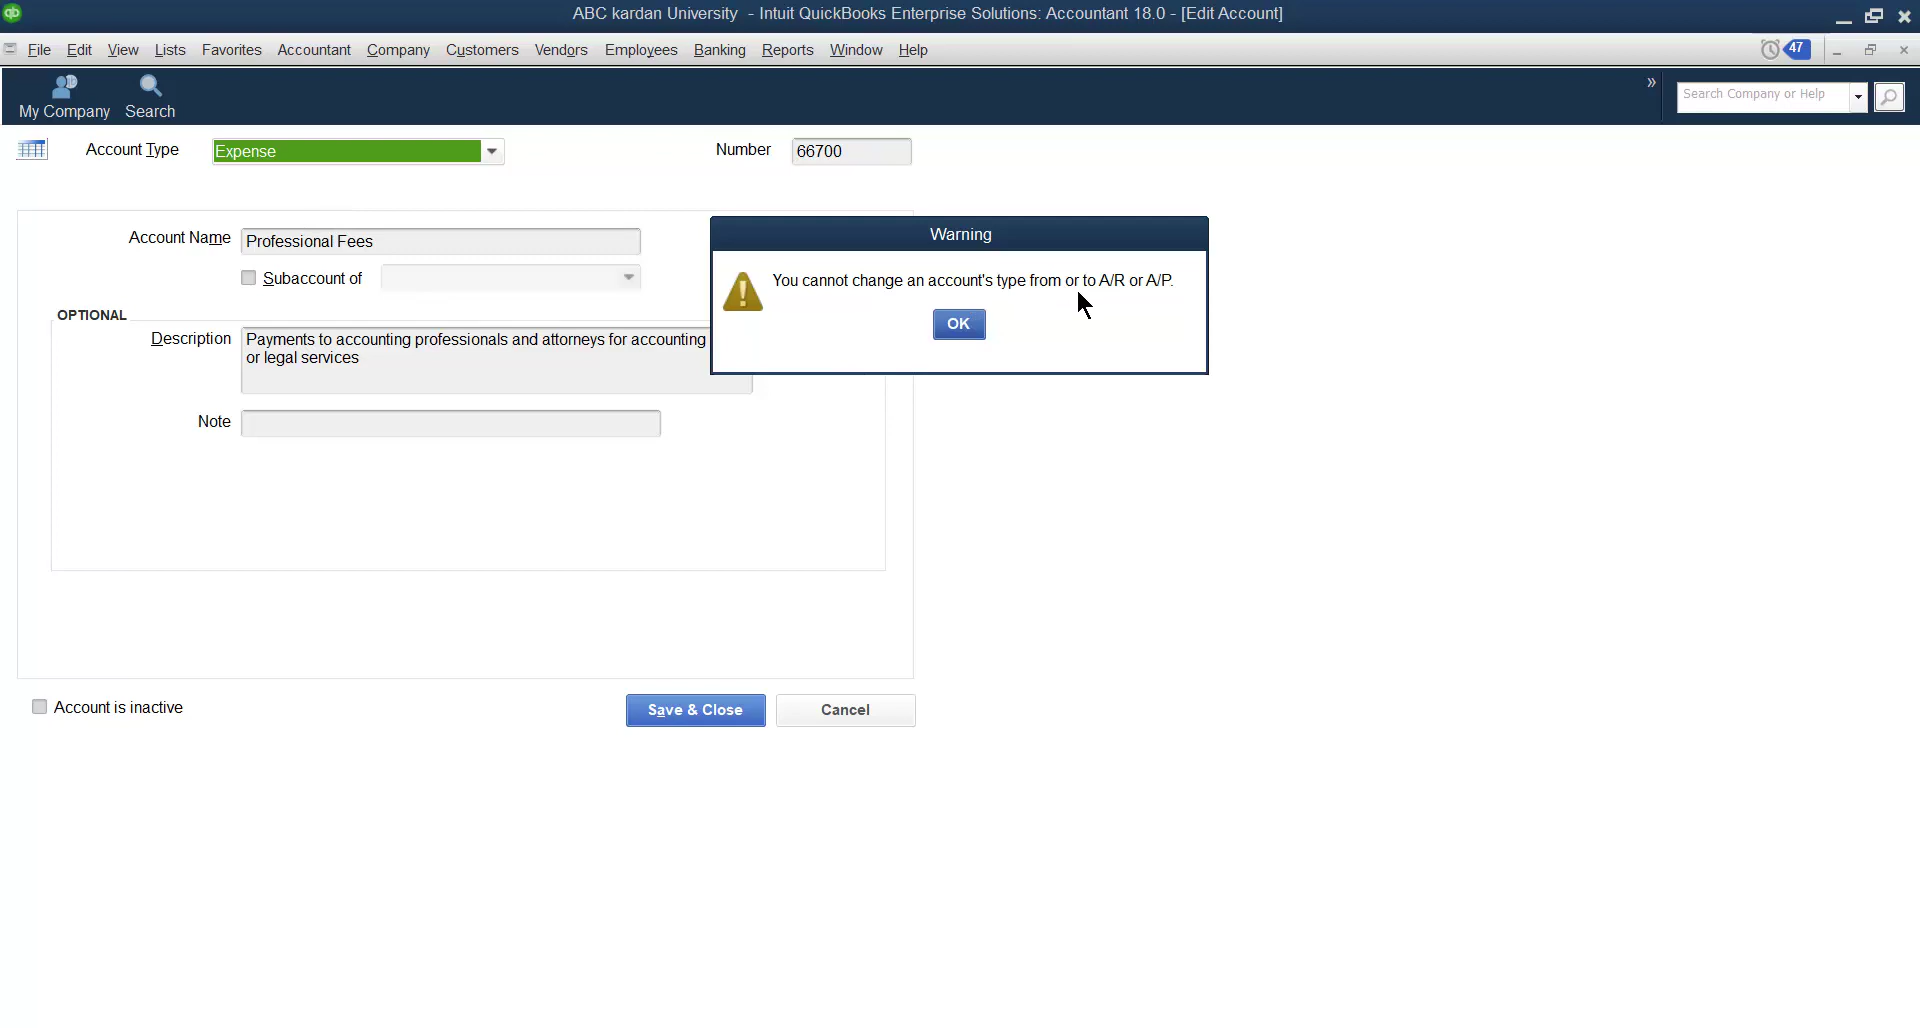 ABC kardan University - Intuit QuickBooks Enterprise Solutions: Accountant 18.0 - [Edit Account]
File Edit View Lists Favorites Accountant Company Customers Vendors Employees Banking Reports Window Help
47
My Company Search
»
Search Company or Help
Account Type Expense Number 66700
Warning
Account Name Professional Fees
Subaccount of
You cannot change an account's type from or to A/R or A/P.
OK
OPTIONAL
Description Payments to accounting professionals and attorneys for accounting
or legal services
Note
Account is inactive
Save & Close
Cancel